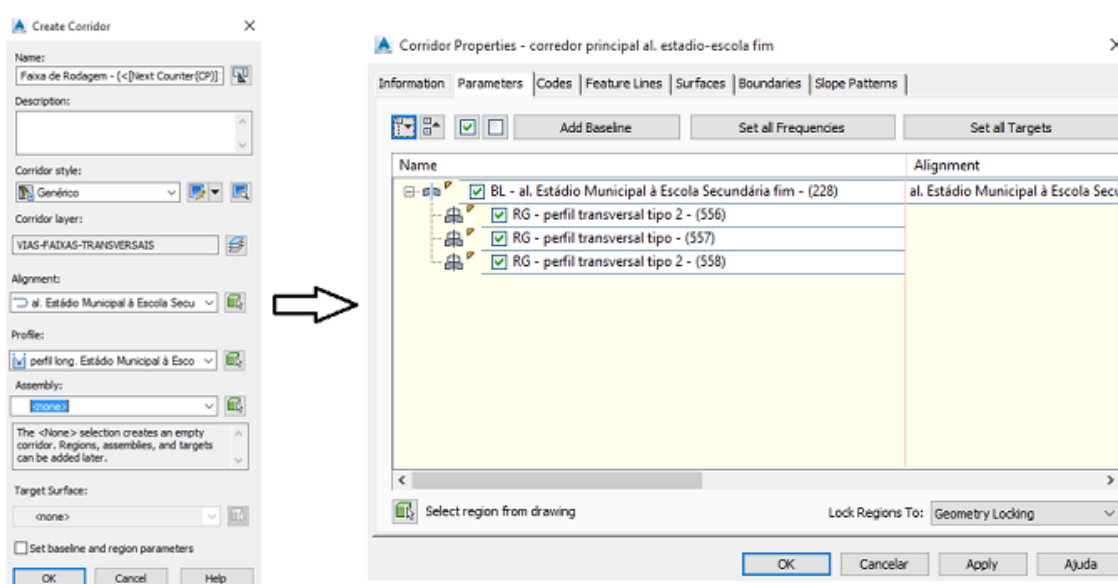 Create Corridor
Name:
Faixa de Rodagem - (<[Next Counter(CP)]
Description:
Corridor style:
Genérico
Corridor layer:
VIAS-FAIXAS-TRANSVERSAIS
Alignment:
al. Estádio Municipal à Escola Secu
Profile:
perfil long. Estádio Municipal à Esco
Assembly:
<none>
The <None> selection creates an empty
corridor. Regions, assemblies, and targets
can be added later.
Target Surface:
<none>
Set baseline and region parameters
OK Cancel Help
Corridor Properties - corredor principal al. estadio-escola fim
Information Parameters Codes Feature Lines Surfaces Boundaries Slope Patterns
Add Baseline Set all Frequencies Set all Targets
Name Alignment
BL - al. Estádio Municipal à Escola Secundária fim - (228) al. Estádio Municipal à Escola Secu
RG - perfil transversal tipo 2 - (556)
RG - perfil transversal tipo - (557)
RG - perfil transversal tipo 2 - (558)
Select region from drawing Lock Regions To: Geometry Locking
OK Cancelar Apply Ajuda